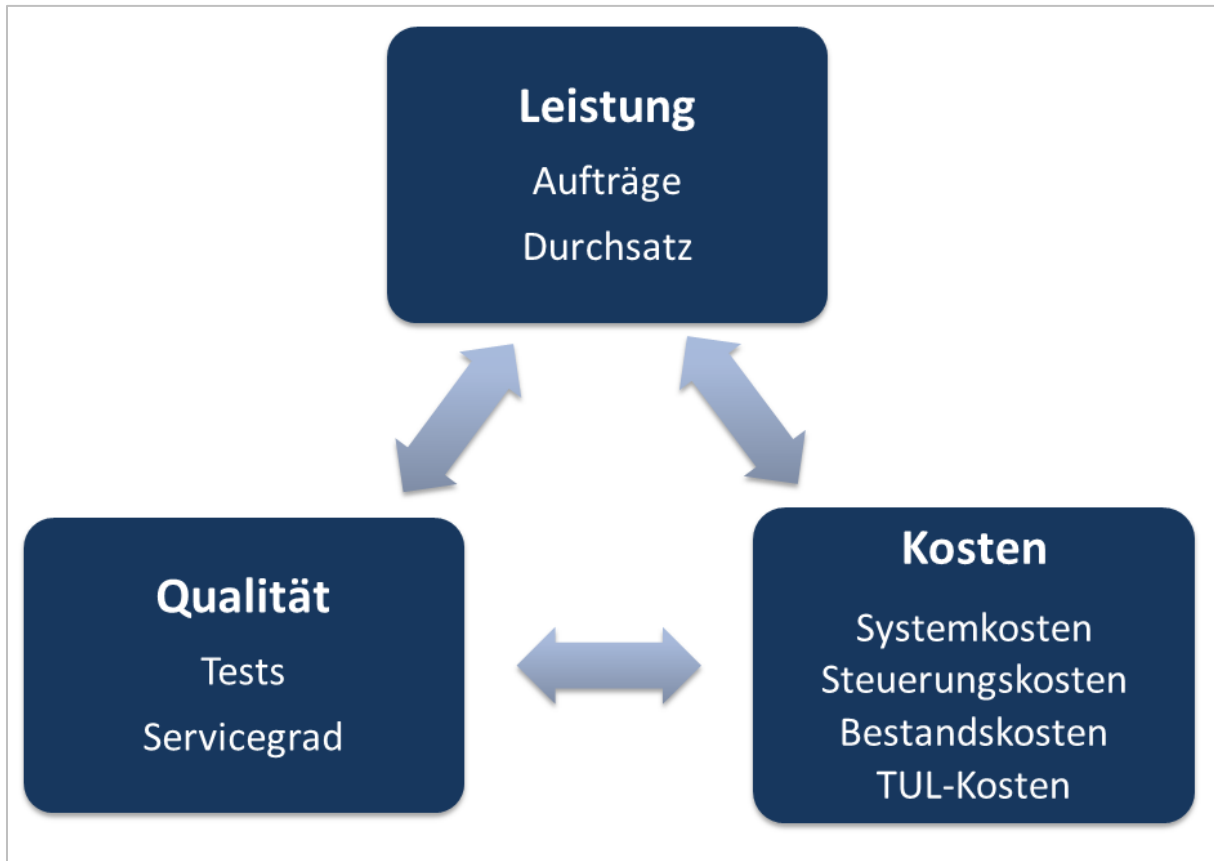 Leistung
Aufträge
Durchsatz
Qualität
Tests
Servicegrad
Kosten
Systemkosten
Steuerungskosten
Bestandskosten
TUL-Kosten